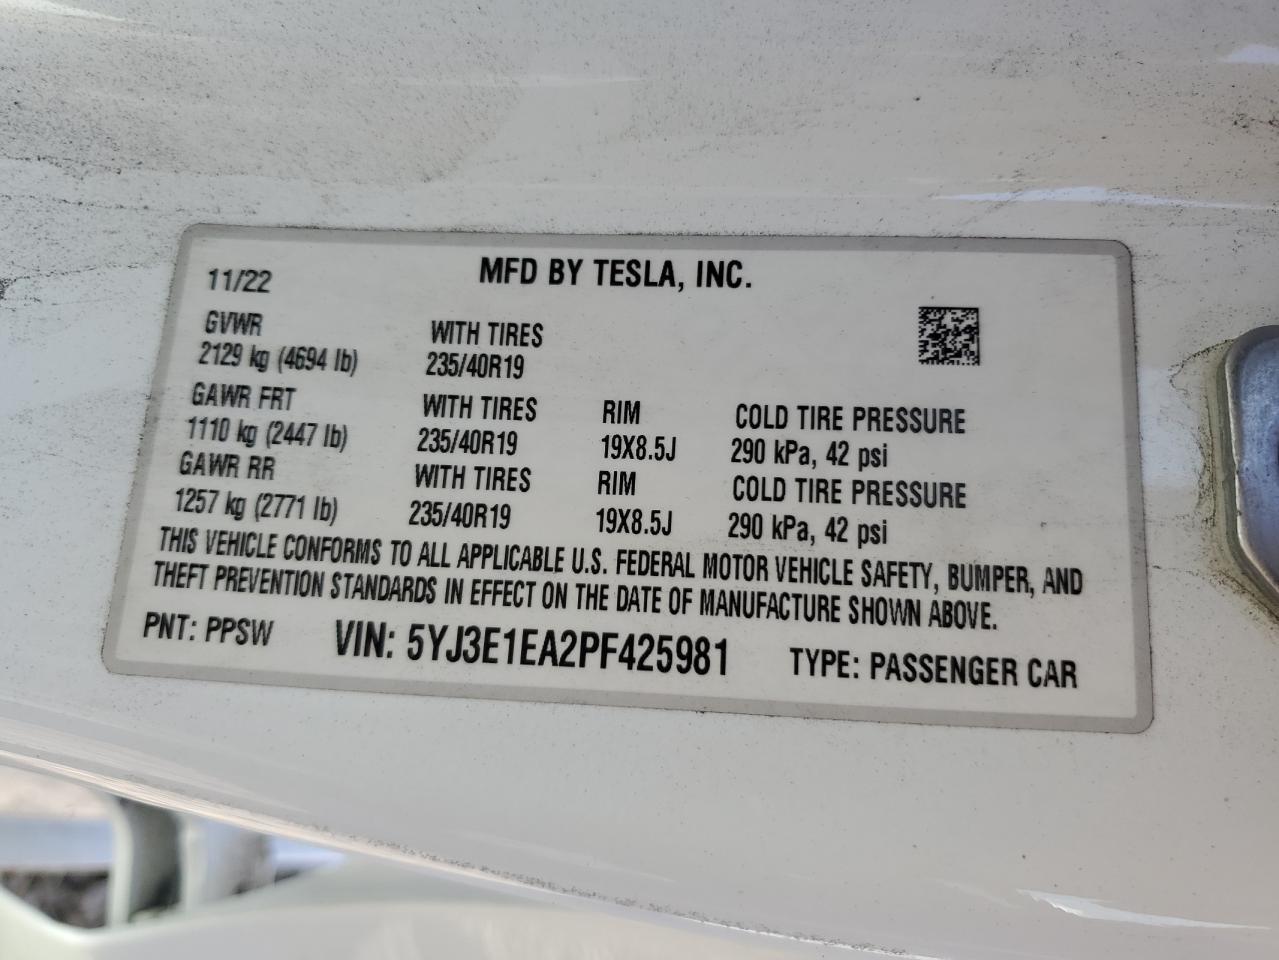 11/22 MFD BY TESLA, INC.
GVWR WITH TIRES
2129 kg (4694 lb) 235/40R19
GAWR FRT WITH TIRES RIM COLD TIRE PRESSURE
1110 kg (2447 lb) 235/40R19 19X8.5J 290 kPa, 42 psi
GAWR RR WITH TIRES RIM COLD TIRE PRESSURE
1257 kg (2771 lb) 235/40R19 19X8.5J 290 kPa, 42 psi
THIS VEHICLE CONFORMS TO ALL APPLICABLE U.S. FEDERAL MOTOR VEHICLE SAFETY, BUMPER, AND
THEFT PREVENTION STANDARDS IN EFFECT ON THE DATE OF MANUFACTURE SHOWN ABOVE.
PNT: PPSW VIN: 5YJ3E1EA2PF425981 TYPE: PASSENGER CAR